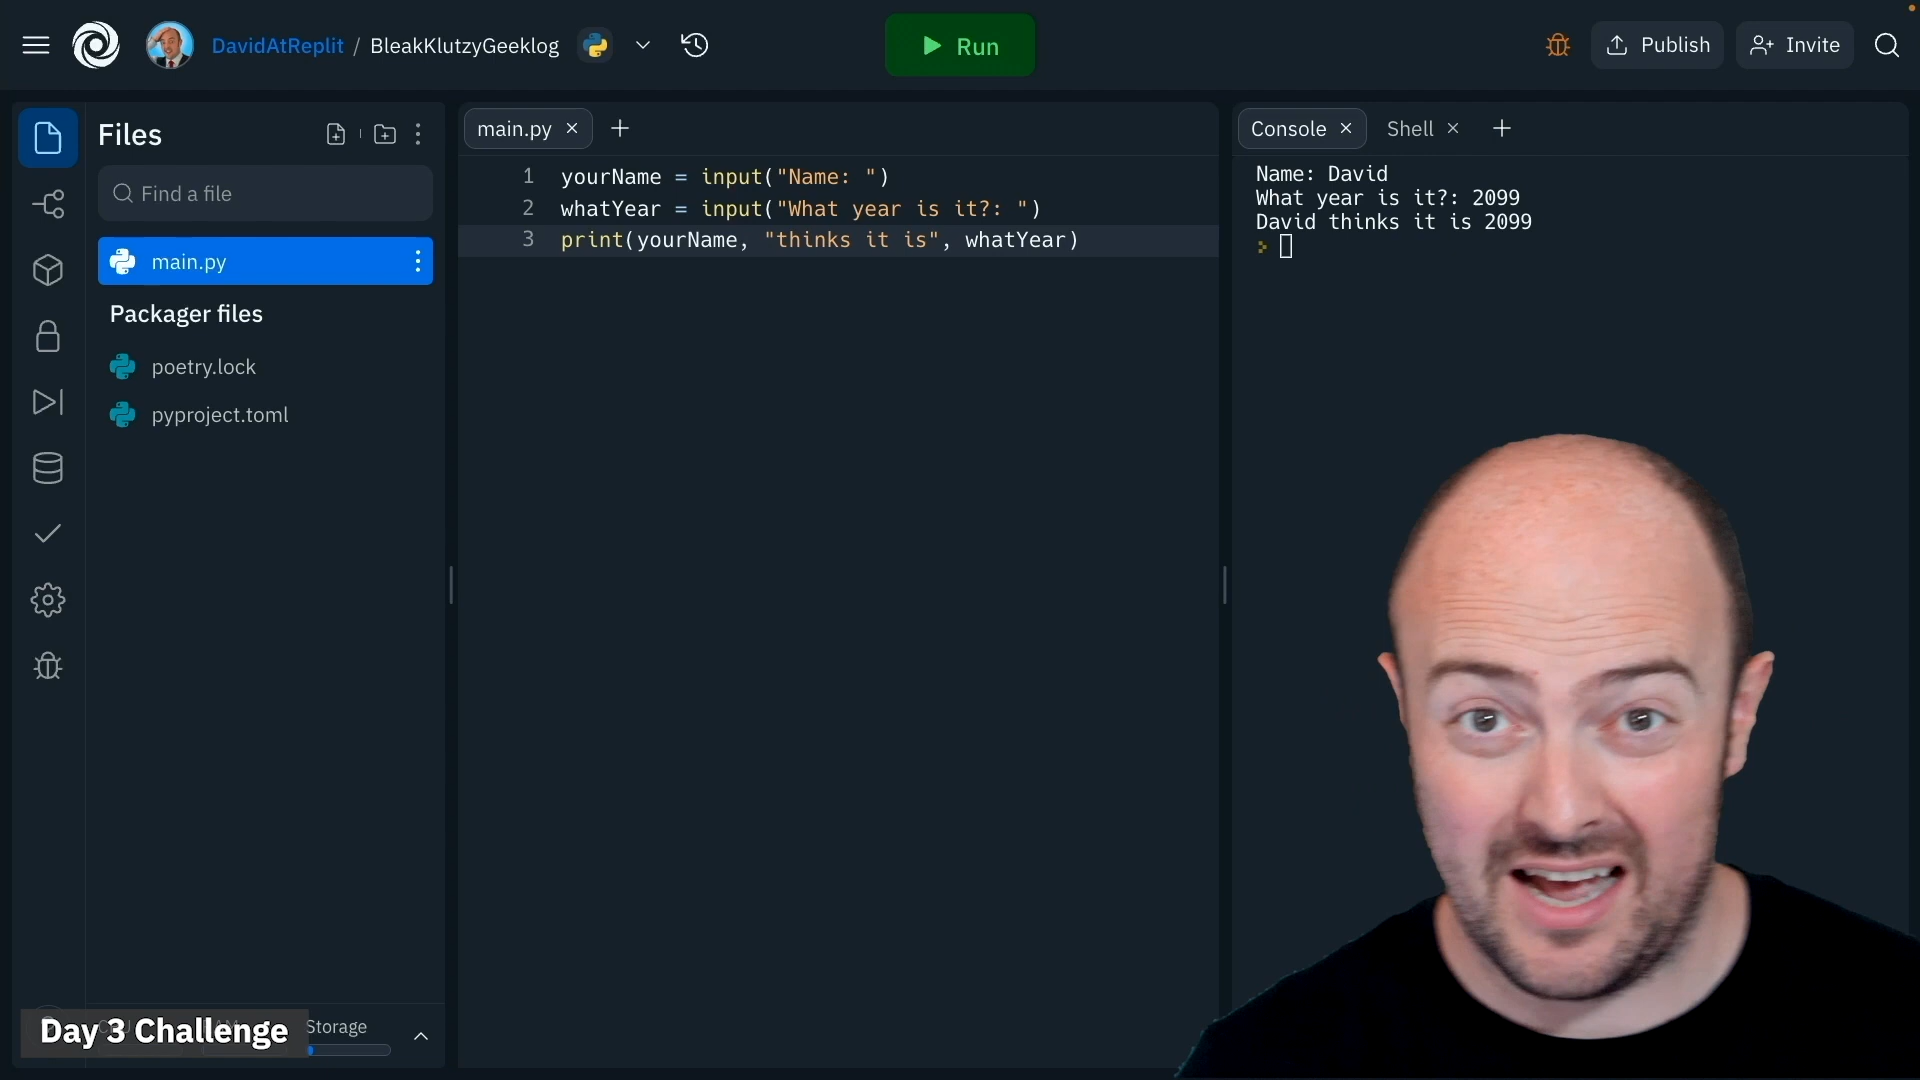 DavidAtReplit / BleakKlutzyGeeklog
Run
Publish
Invite
Files
Find a file
main.py
Packager files
poetry.lock
pyproject.toml
Storage
Day 3 Challenge
main.py
1 yourName = input("Name: ")
2 whatYear = input("What year is it?: ")
3 print(yourName, "thinks it is", whatYear)
Console
Shell
Name: David
What year is it?: 2099
David thinks it is 2099